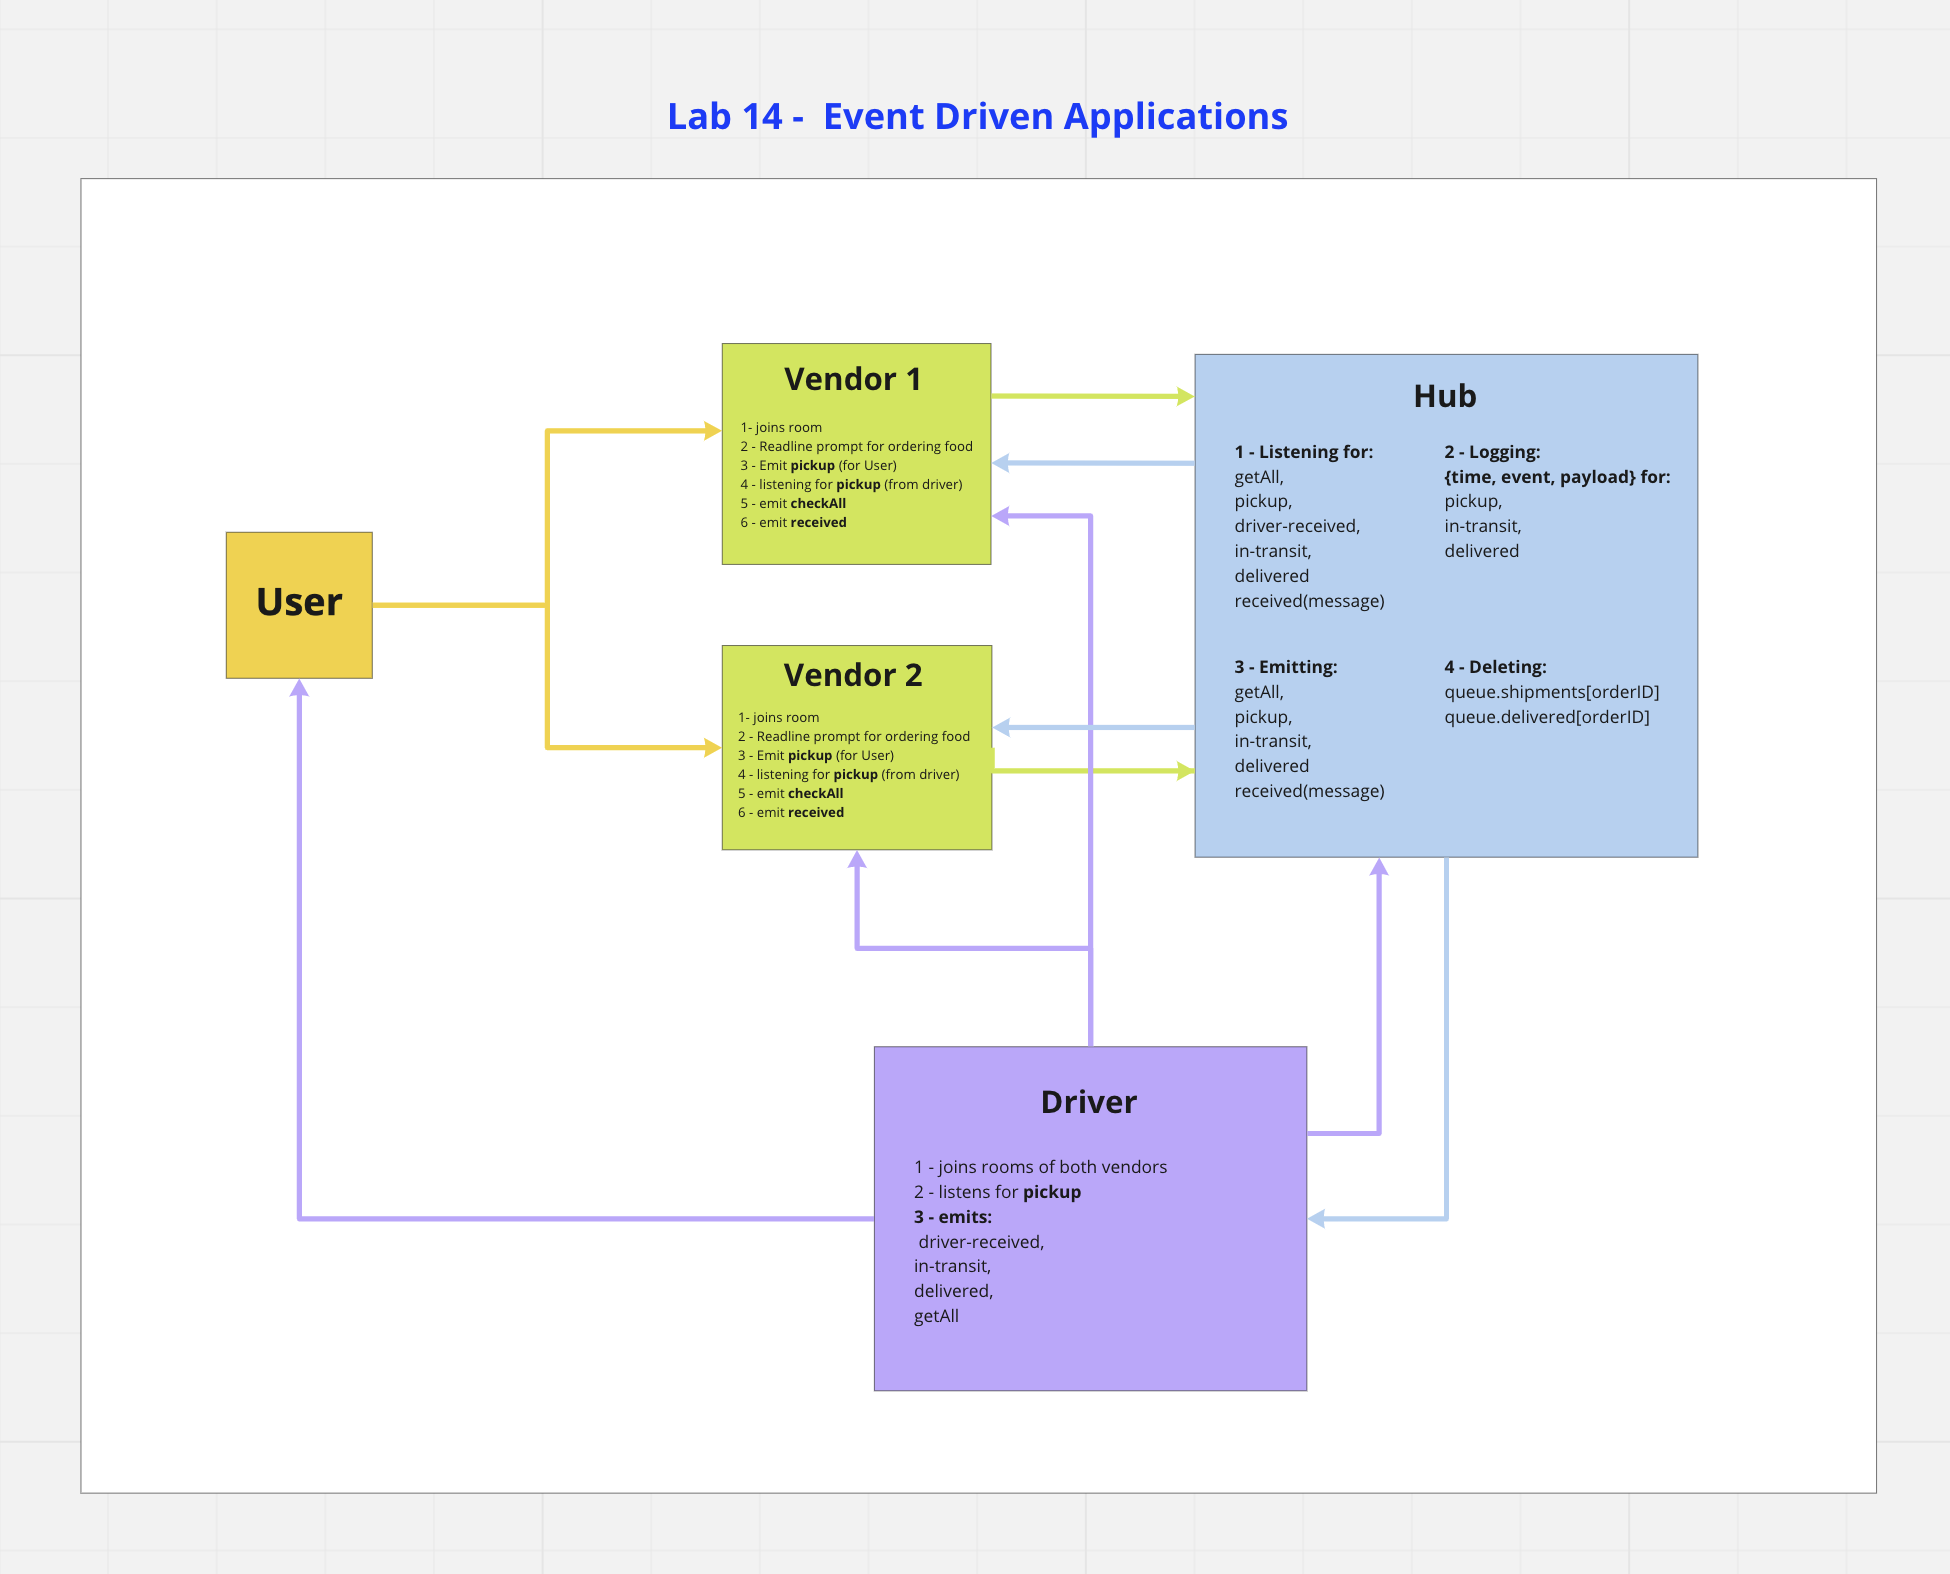 Lab 14 -  Event Driven Applications
Vendor 1
1- joins room
2 - Readline prompt for ordering food
3 - Emit pickup (for User)
4 - listening for pickup (from driver)
5 - emit checkAll
6 - emit received
Hub
1 - Listening for:
getAll,
pickup,
driver-received,
in-transit,
delivered
received(message)
2 - Logging:
{time, event, payload} for:
pickup,
in-transit,
delivered
3 - Emitting:
getAll,
pickup,
in-transit,
delivered
received(message)
4 - Deleting:
queue.shipments[orderID]
queue.delivered[orderID]
User
Vendor 2
1- joins room
2 - Readline prompt for ordering food
3 - Emit pickup (for User)
4 - listening for pickup (from driver)
5 - emit checkAll
6 - emit received
Driver
1 - joins rooms of both vendors
2 - listens for pickup
3 - emits:
driver-received,
in-transit,
delivered,
getAll